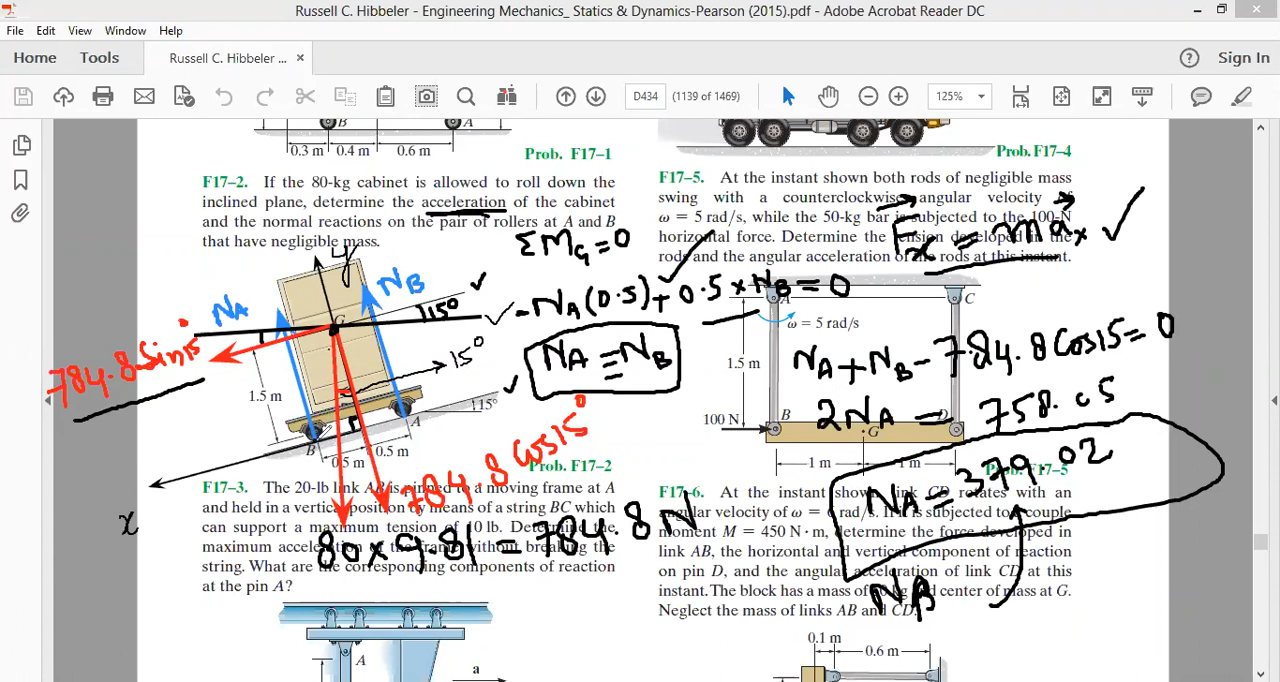 Russell C. Hibbeler - Engineering Mechanics_ Statics & Dynamics-Pearson (2015).pdf - Adobe Acrobat Reader DC
File Edit View Window Help
Home Tools Russell C. Hibbeler - ... × Sign In
D434 (1139 of 1469) 125%
B A
0.3 m 0.4 m 0.6 m
Prob. F17–1
F17–2. If the 80-kg cabinet is allowed to roll down the
inclined plane, determine the acceleration of the cabinet
and the normal reactions on the pair of rollers at A and B
that have negligible mass.
y
NA
NB
15°
G
784.8 Sin15°
15°
1.5 m
15°
A
B
0.5 m 0.5 m
784.8 Cos15°
Prob. F17–2
x
F17–3. The 20-lb link AB is pinned to a moving frame at A
and held in a vertical position by means of a string BC which
can support a maximum tension of 10 lb. Determine the
maximum acceleration of the frame without breaking the
string. What are the corresponding components of reaction
at the pin A?
80 × 9.81 = 784.8 N
A
a
ΣMG = 0
- NA (0.5) + 0.5 × NB = 0
NA = NB
Prob. F17–4
F17–5. At the instant shown both rods of negligible mass
swing with a counterclockwise angular velocity of
ω = 5 rad/s, while the 50-kg bar is subjected to the 100-N
horizontal force. Determine the tension developed in the
rods and the angular acceleration of the rods at this instant.
Fx = max
A C
ω = 5 rad/s
1.5 m
100 N B G D
1 m 1 m
NA + NB - 784.8 Cos15 = 0
2NA = 758.05
NA = 379.02
NB
Prob. F17–5
F17–6. At the instant shown link CD rotates with an
angular velocity of ω = 6 rad/s. If it is subjected to a couple
moment M = 450 N · m, determine the force developed in
link AB, the horizontal and vertical component of reaction
on pin D, and the angular acceleration of link CD at this
instant. The block has a mass of kg and center of mass at G.
Neglect the mass of links AB and CD.
0.1 m
0.6 m